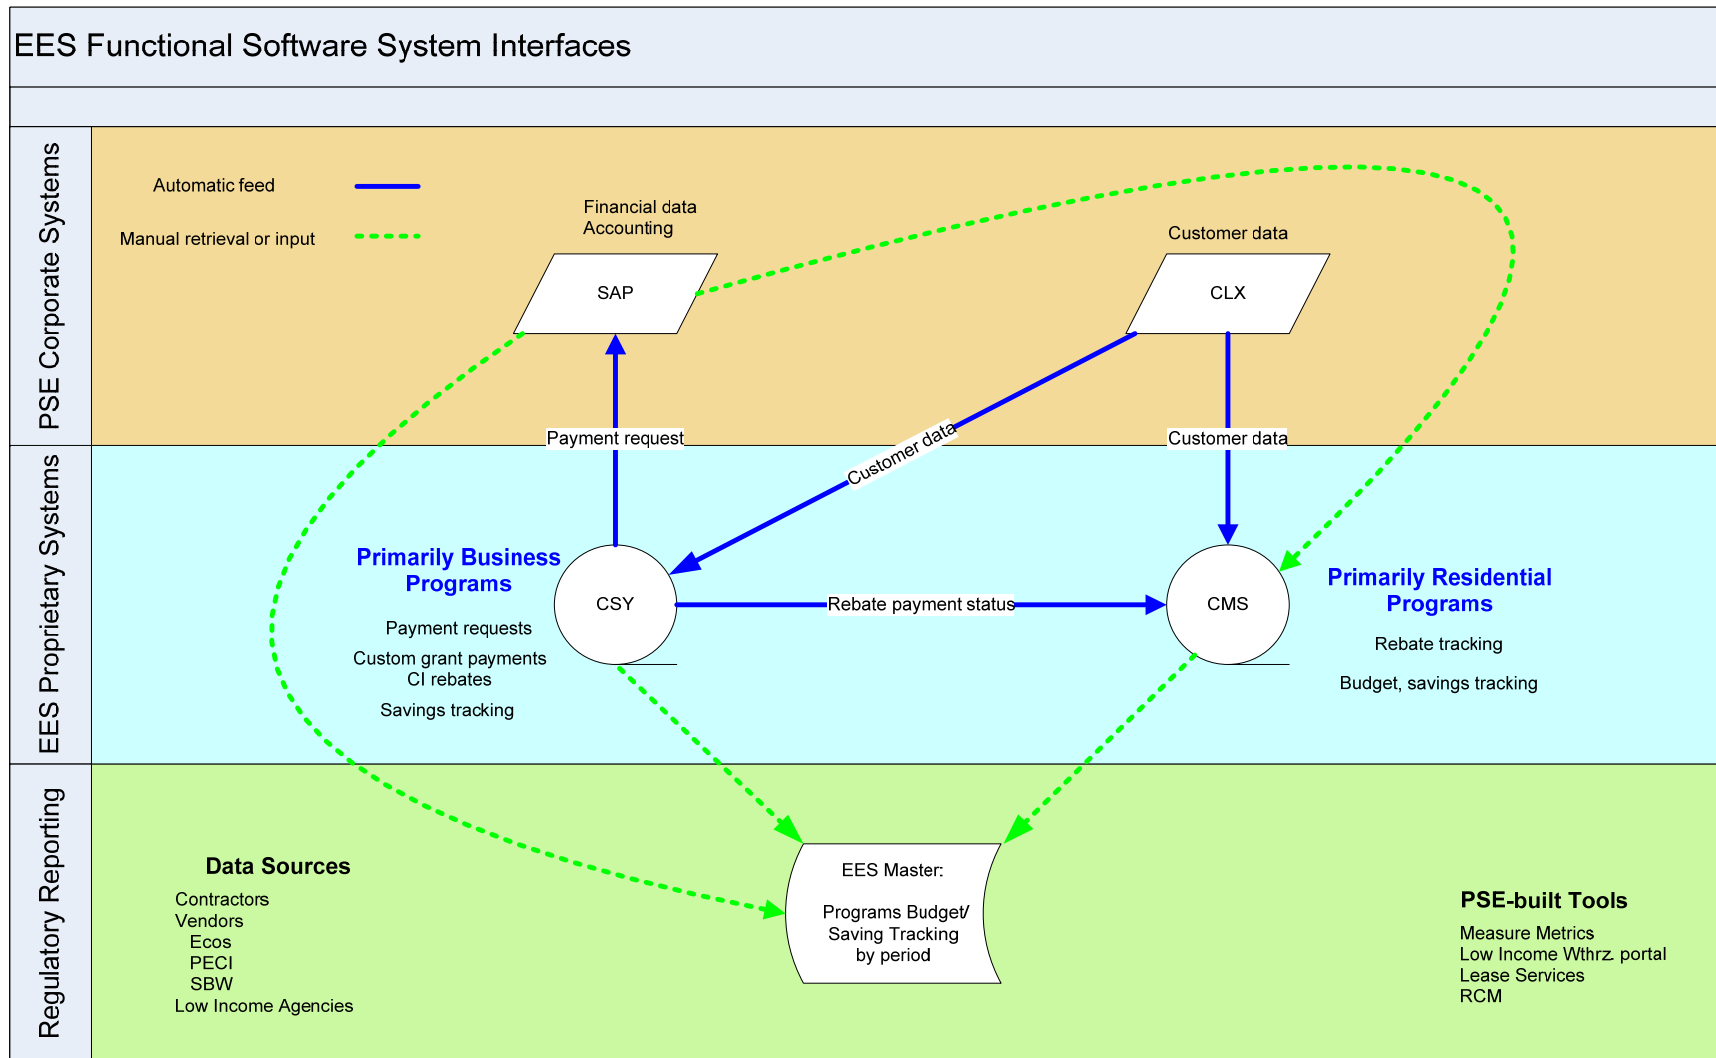 EES Functional Software System Interfaces
PSE Corporate Systems
Automatic feed
Manual retrieval or input
Financial data
Accounting
SAP
Customer data
CLX
Payment request
Customer data
Customer data
EES Proprietary Systems
Primarily Business
Programs
Payment requests
Custom grant payments
CI rebates
Savings tracking
CSY
Rebate payment status
CMS
Primarily Residential
Programs
Rebate tracking
Budget, savings tracking
Regulatory Reporting
Data Sources
Contractors
Vendors
Ecos
PECI
SBW
Low Income Agencies
EES Master:
Programs Budget/
Saving Tracking
by period
PSE-built Tools
Measure Metrics
Low Income Wthrz. portal
Lease Services
RCM